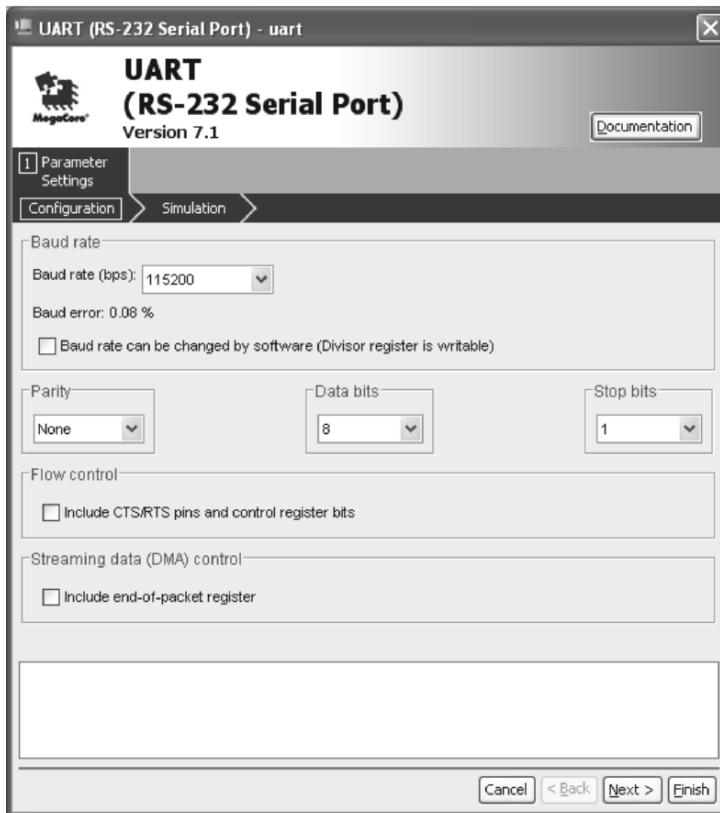 UART (RS-232 Serial Port) - uart
MegaCore®
UART
(RS-232 Serial Port)
Version 7.1
Documentation
1 Parameter
Settings
Configuration Simulation
Baud rate
Baud rate (bps): 115200
Baud error: 0.08 %
Baud rate can be changed by software (Divisor register is writable)
Parity Data bits Stop bits
None 8 1
Flow control
Include CTS/RTS pins and control register bits
Streaming data (DMA) control
Include end-of-packet register
Cancel < Back Next > Finish